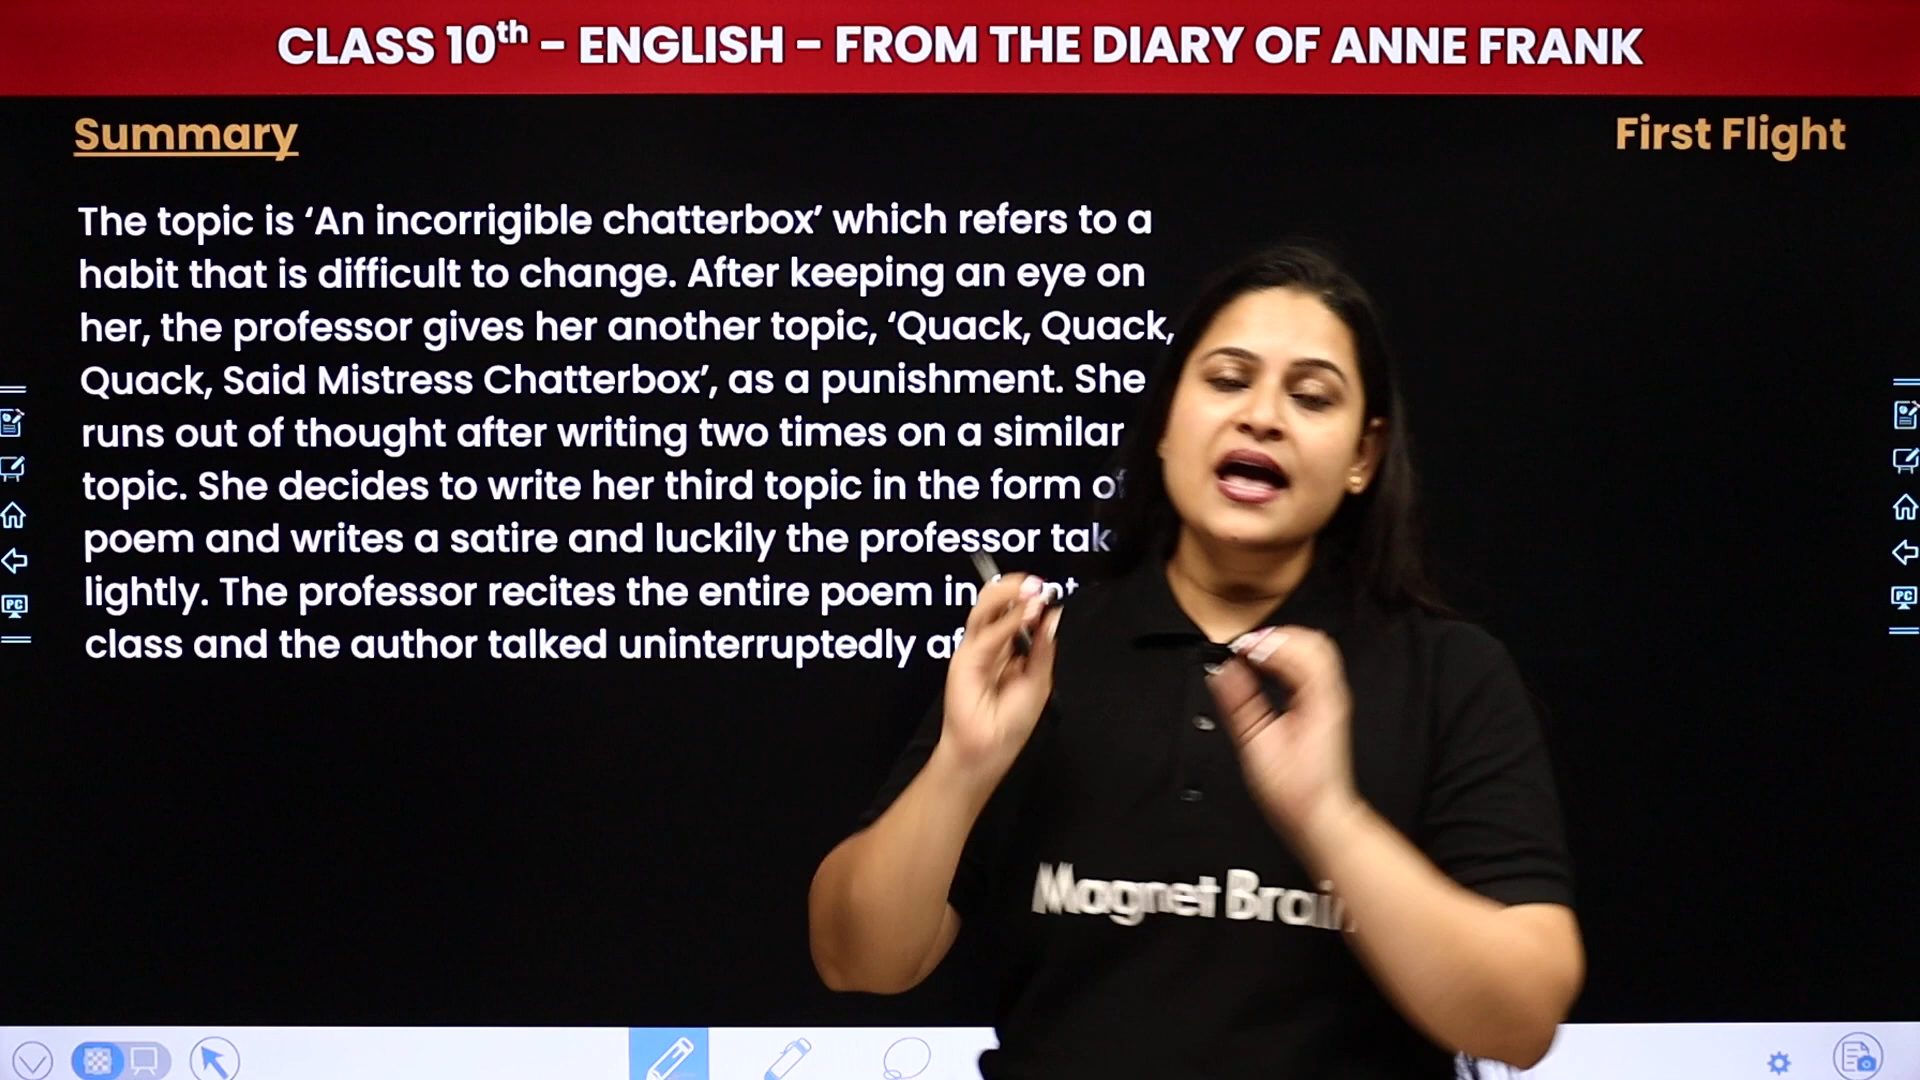 CLASS 10th - ENGLISH - FROM THE DIARY OF ANNE FRANK
Summary
First Flight
The topic is ‘An incorrigible chatterbox’ which refers to a
habit that is difficult to change. After keeping an eye on
her, the professor gives her another topic, ‘Quack, Quack,
Quack, Said Mistress Chatterbox’, as a punishment. She
runs out of thought after writing two times on a similar
topic. She decides to write her third topic in the form of
poem and writes a satire and luckily the professor
lightly. The professor recites the entire poem in
class and the author talked uninterruptedly
Magnet Brain
PC
PC